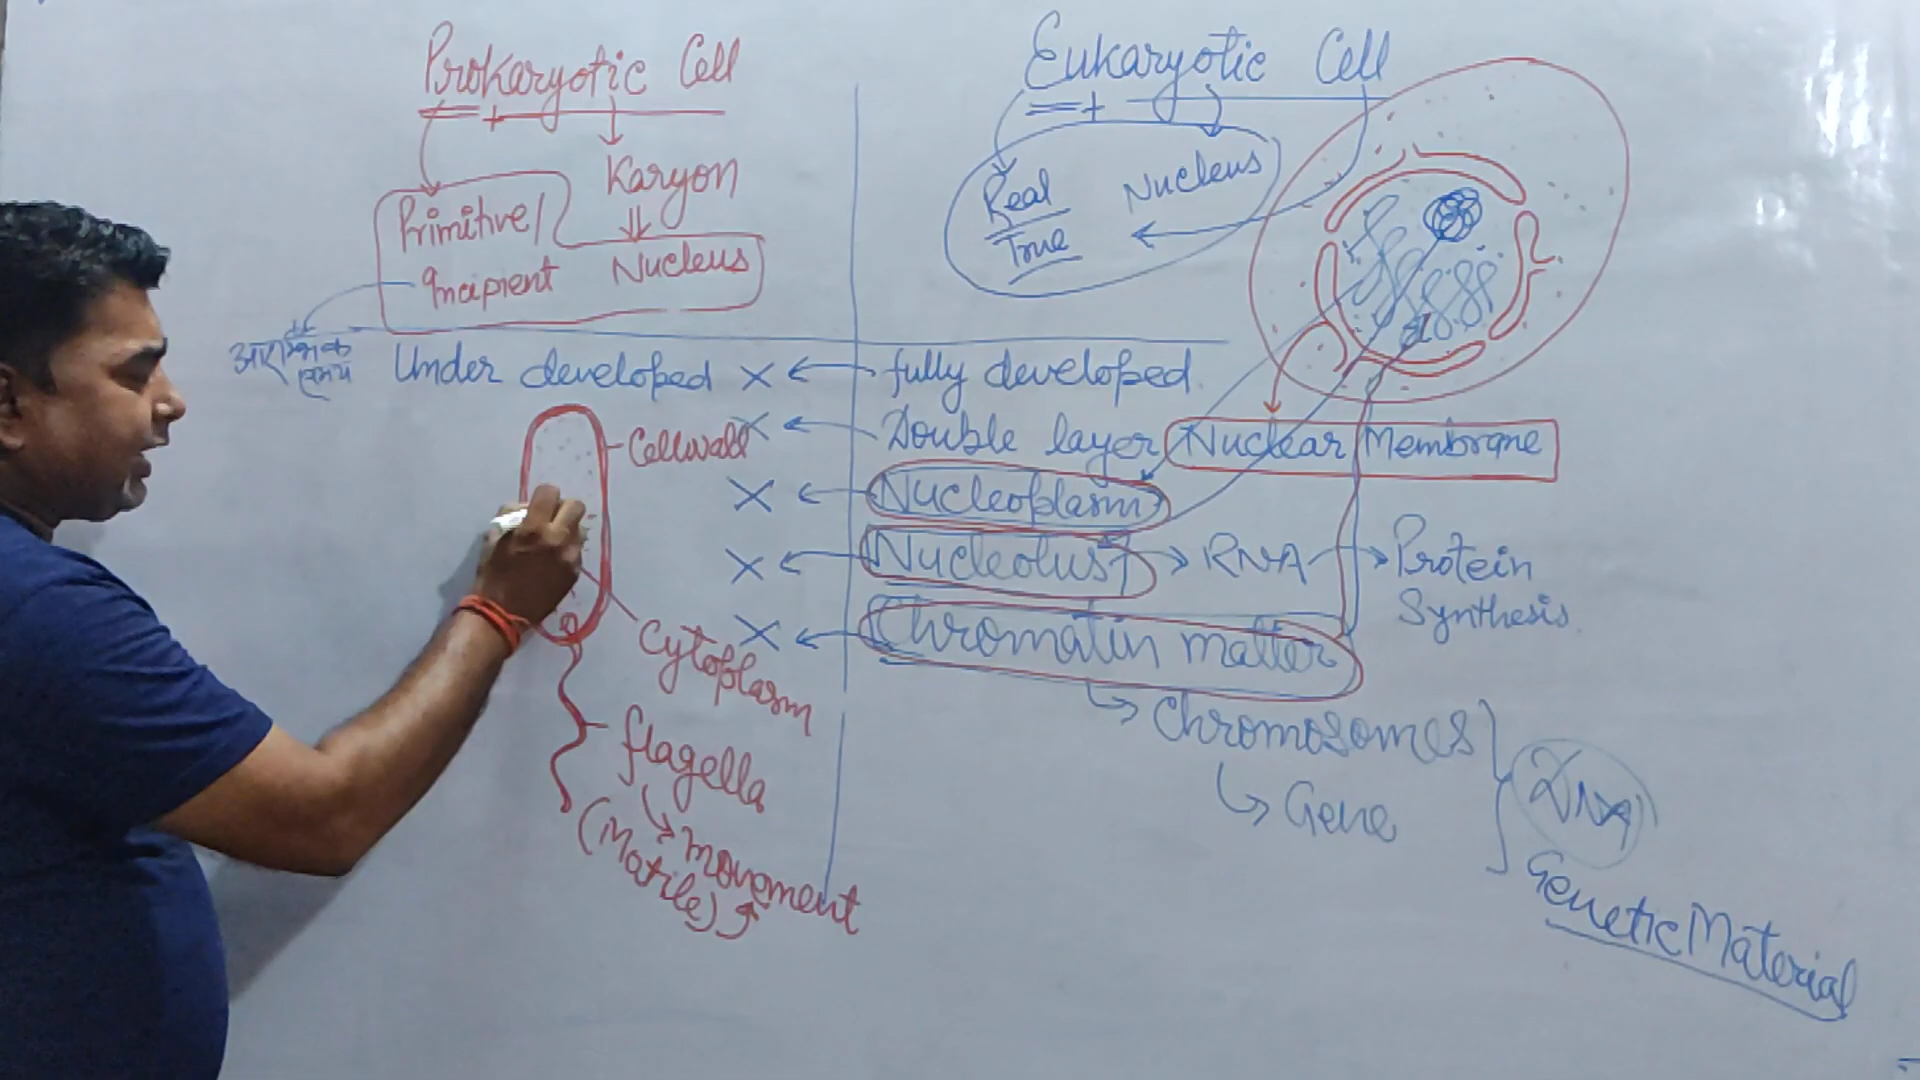 Prokaryotic Cell
Karyon
Primitive/
Incipient Nucleus
Under developed X
Cellwall X
X
X
X
Cytoplasm
flagella
movement
(Matile)
Eukaryotic Cell
Real Nucleus
True
fully developed
Double layer Nuclear Membrane
Nucleoplasm
Nucleolus RNA Protein
Synthesis
Chromatin matter
Chromosomes
Gene
DNA
Genetic Material